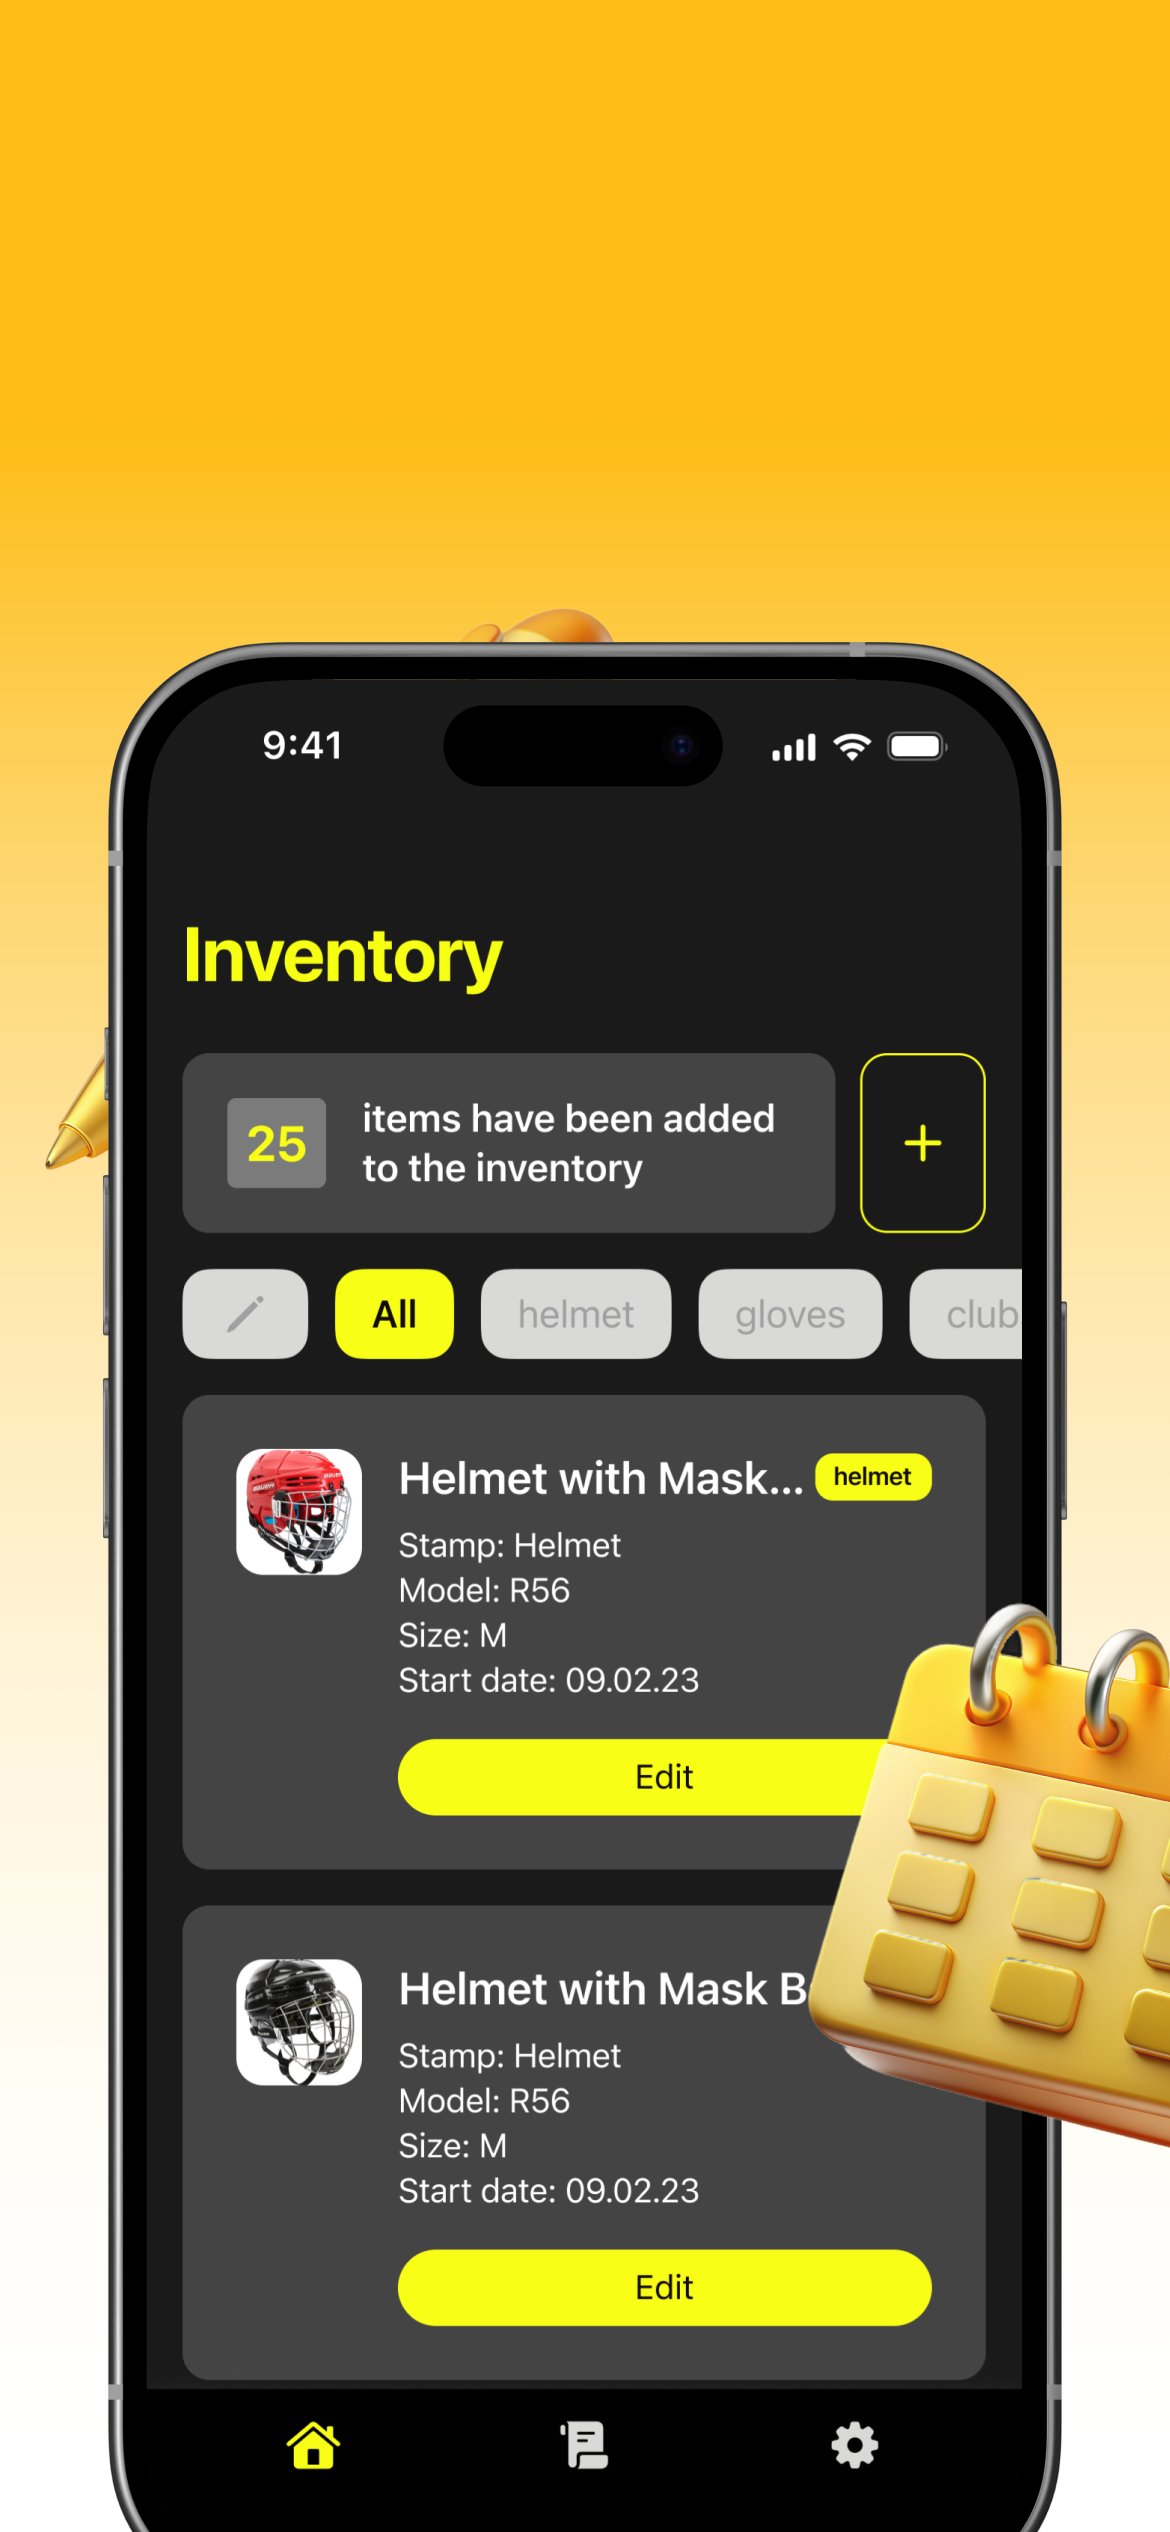 9:41
Inventory
25
items have been added
to the inventory
All
helmet
gloves
club
Helmet with Mask...
helmet
Stamp: Helmet
Model: R56
Size: M
Start date: 09.02.23
Edit
Helmet with Mask
Stamp: Helmet
Model: R56
Size: M
Start date: 09.02.23
Edit